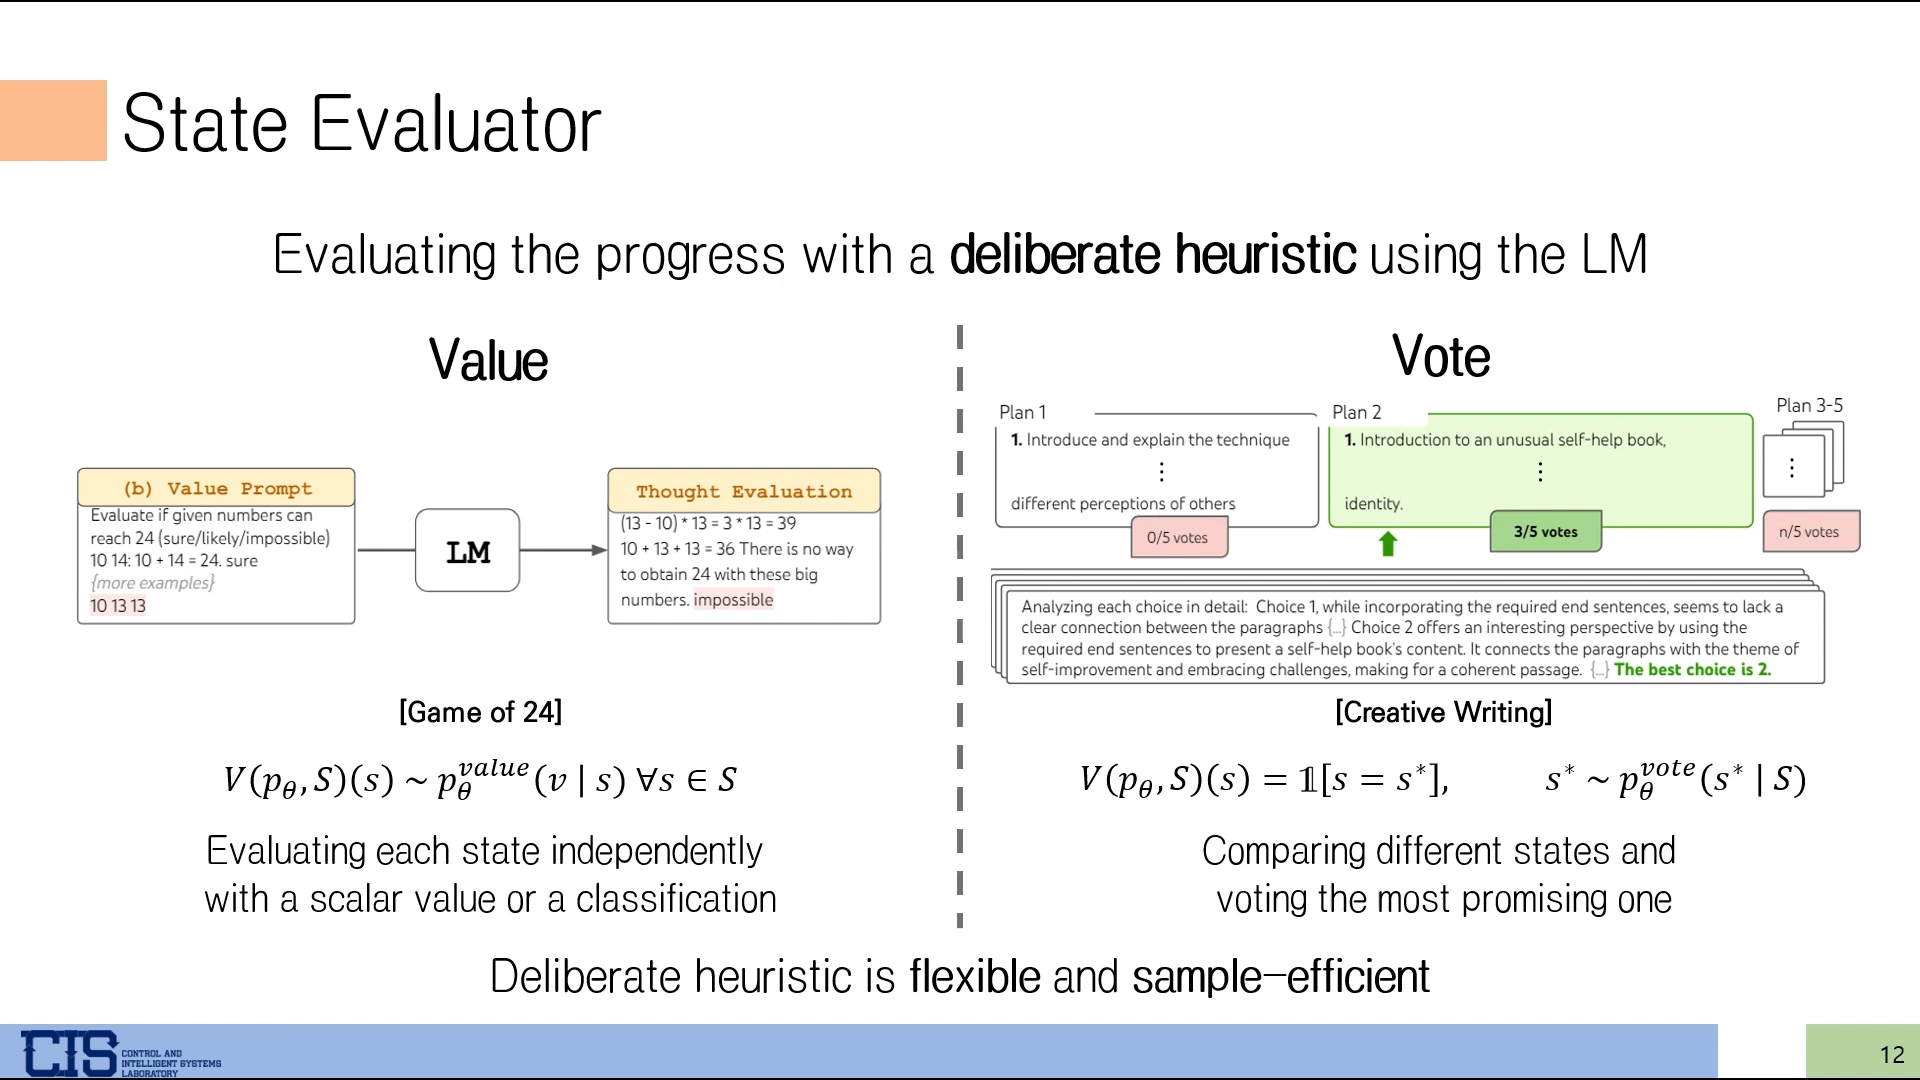 State Evaluator
Evaluating the progress with a deliberate heuristic using the LM
Value
(b) Value Prompt
Evaluate if given numbers can
reach 24 (sure/likely/impossible)
10 14: 10 + 14 = 24. sure
{more examples}
10 13 13
LM
Thought Evaluation
(13 - 10) * 13 = 3 * 13 = 39
10 + 13 + 13 = 36 There is no way
to obtain 24 with these big
numbers. impossible
[Game of 24]
V(p_θ, S)(s) ~ p_θ^value(v | s) ∀s ∈ S
Evaluating each state independently
with a scalar value or a classification
Vote
Plan 1
1. Introduce and explain the technique
⋮
different perceptions of others
0/5 votes
Plan 2
1. Introduction to an unusual self-help book,
⋮
identity.
3/5 votes
Plan 3-5
⋮
n/5 votes
Analyzing each choice in detail: Choice 1, while incorporating the required end sentences, seems to lack a
clear connection between the paragraphs {...} Choice 2 offers an interesting perspective by using the
required end sentences to present a self-help book's content. It connects the paragraphs with the theme of
self-improvement and embracing challenges, making for a coherent passage. {...} The best choice is 2.
[Creative Writing]
V(p_θ, S)(s) = 𝟙[s = s*], s* ~ p_θ^vote(s* | S)
Comparing different states and
voting the most promising one
Deliberate heuristic is flexible and sample-efficient
CIS
CONTROL AND
INTELLIGENT SYSTEMS
LABORATORY
12